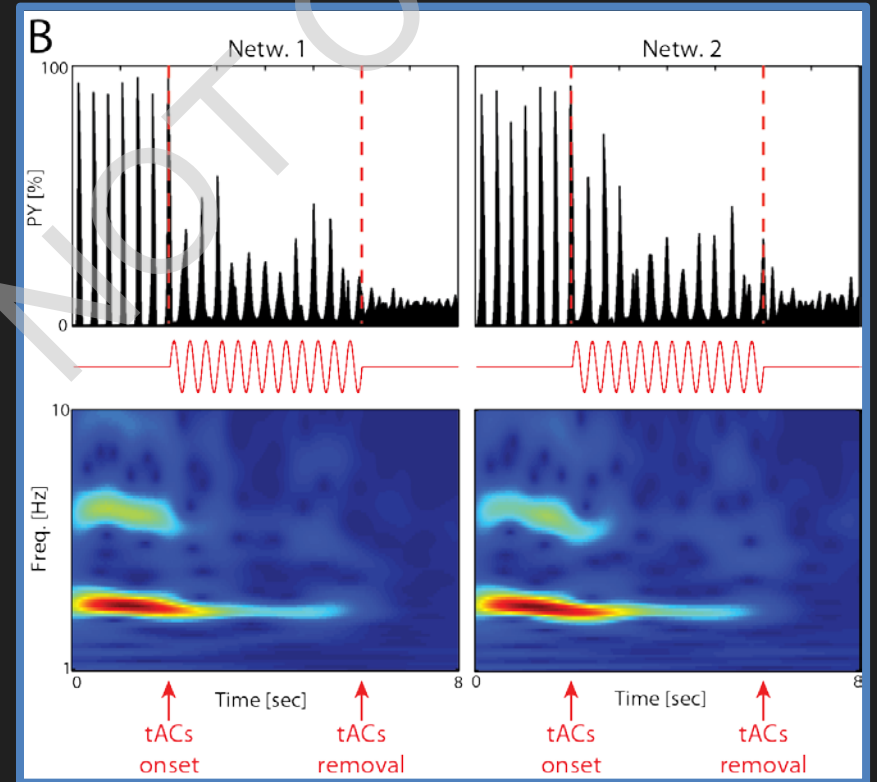 B
Netw. 1
Netw. 2
100
PY [%]
0
10
Freq. [Hz]
1
0
8
0
8
Time [sec]
Time [sec]
tACs
onset
tACs
removal
tACs
onset
tACs
removal
NOT